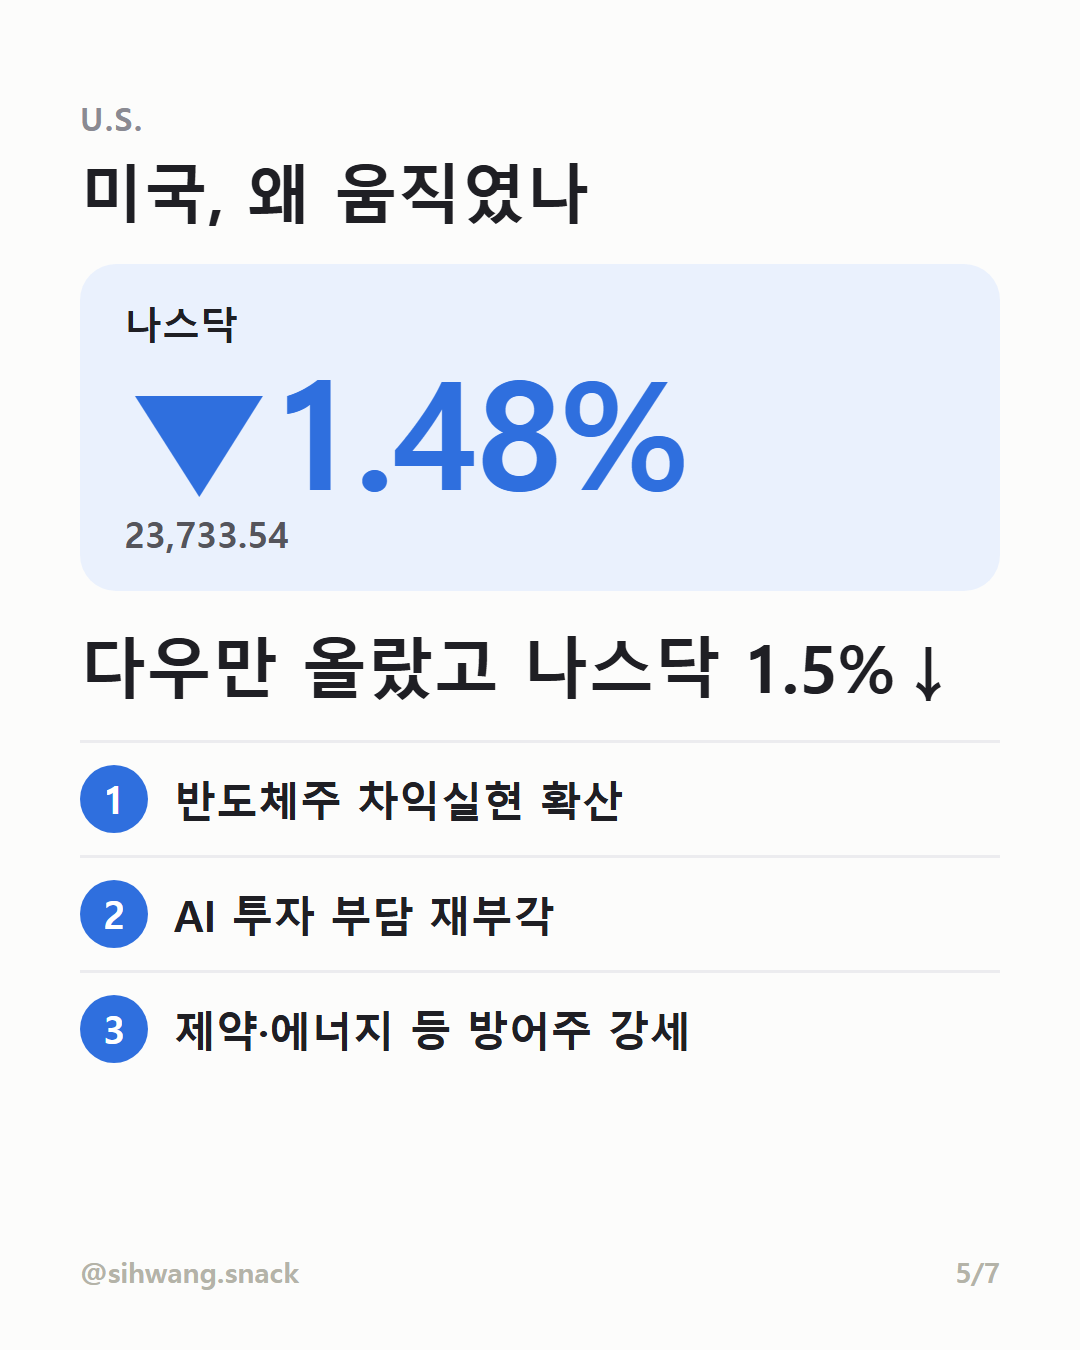 U.S.
미국, 왜 움직였나
나스닥
▼1.48%
23,733.54
다우만 올랐고 나스닥 1.5%↓
1 반도체주 차익실현 확산
2 AI 투자 부담 재부각
3 제약·에너지 등 방어주 강세
@sihwang.snack
5/7